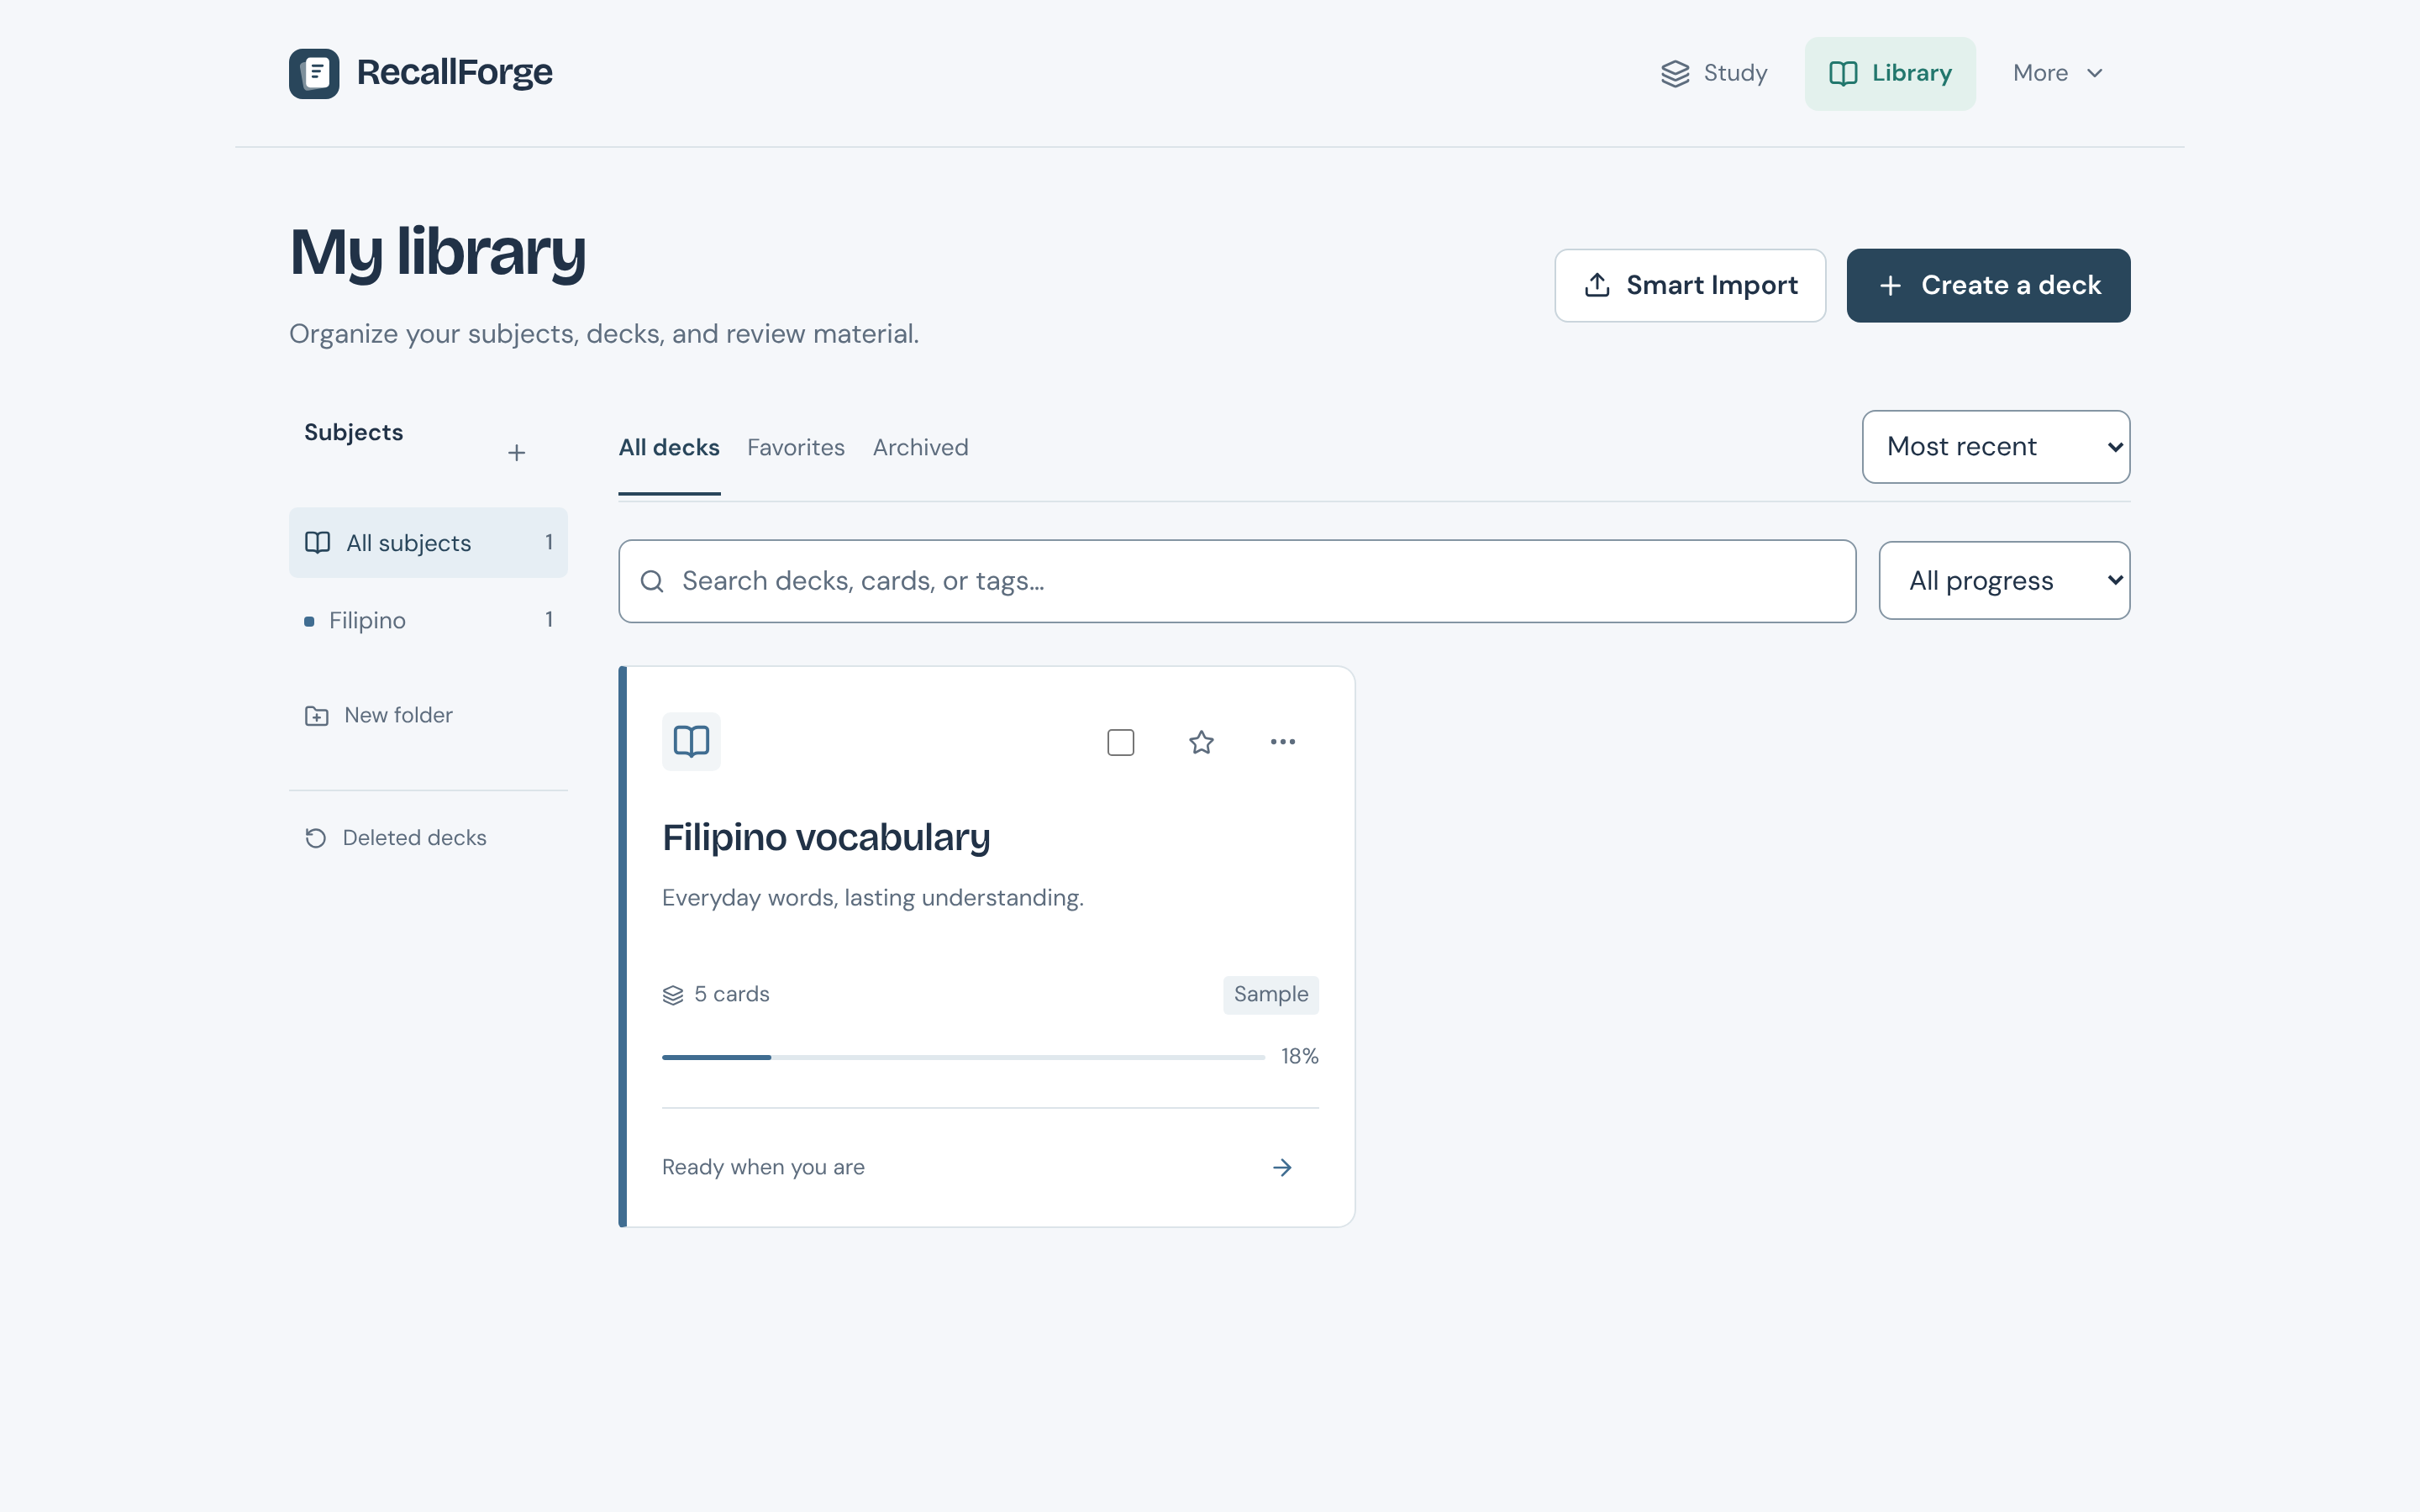 RecallForge
Study
Library
More
My library
Organize your subjects, decks, and review material.
Smart Import
Create a deck
Subjects
All subjects 1
Filipino 1
New folder
Deleted decks
All decks Favorites Archived
Most recent
Search decks, cards, or tags...
All progress
Filipino vocabulary
Everyday words, lasting understanding.
5 cards
Sample
18%
Ready when you are